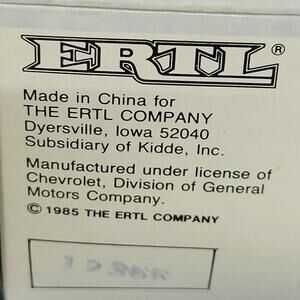 ERTL®
Made in China for
THE ERTL COMPANY
Dyersville, Iowa 52040
Subsidiary of Kidde, Inc.
Manufactured under license of
Chevrolet, Division of General
Motors Company.
© 1985 THE ERTL COMPANY